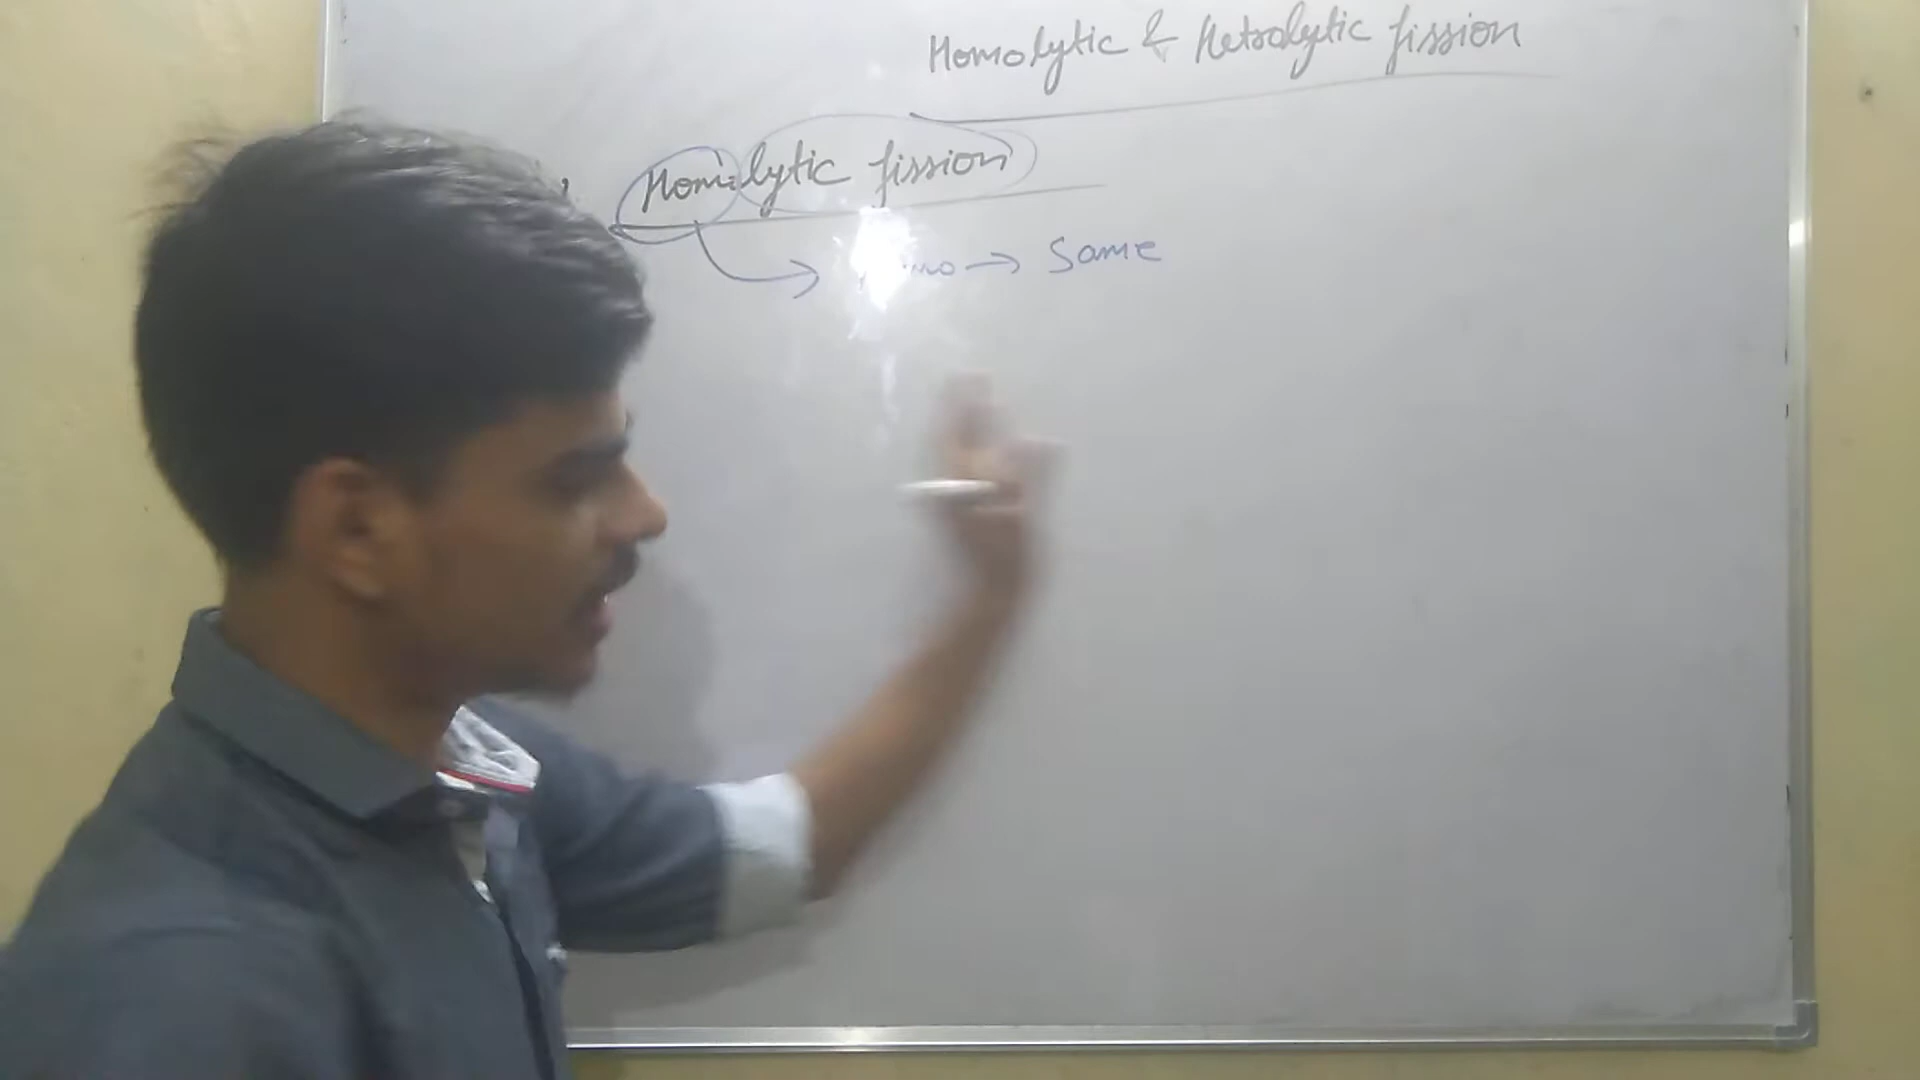 Homolytic & Hetrolytic fission
Homolytic fission
→ Same